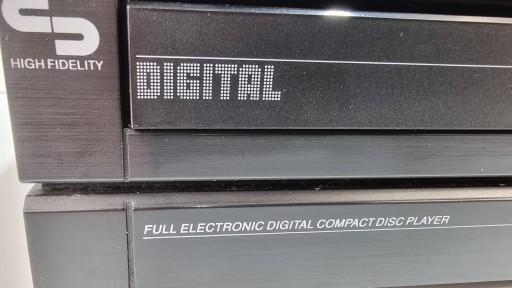 HIGH FIDELITY
DIGITAL
FULL ELECTRONIC DIGITAL COMPACT DISC PLAYER